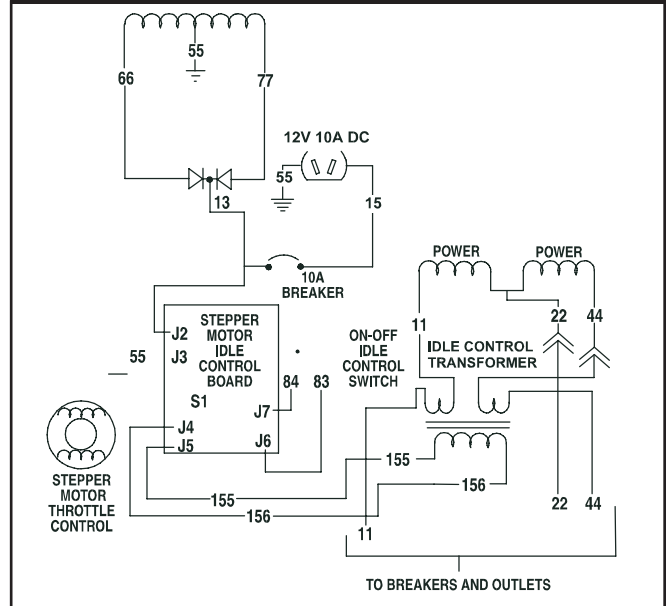 55
66
77
12V 10A DC
55
13
15
10A
BREAKER
POWER
POWER
11
22
44
STEPPER
MOTOR
IDLE
CONTROL
BOARD
J2
J3
55
S1
J7
J4
J5
J6
84
83
ON-OFF
IDLE
CONTROL
SWITCH
IDLE CONTROL
TRANSFORMER
STEPPER
MOTOR
THROTTLE
CONTROL
155
156
155
156
11
22
44
TO BREAKERS AND OUTLETS